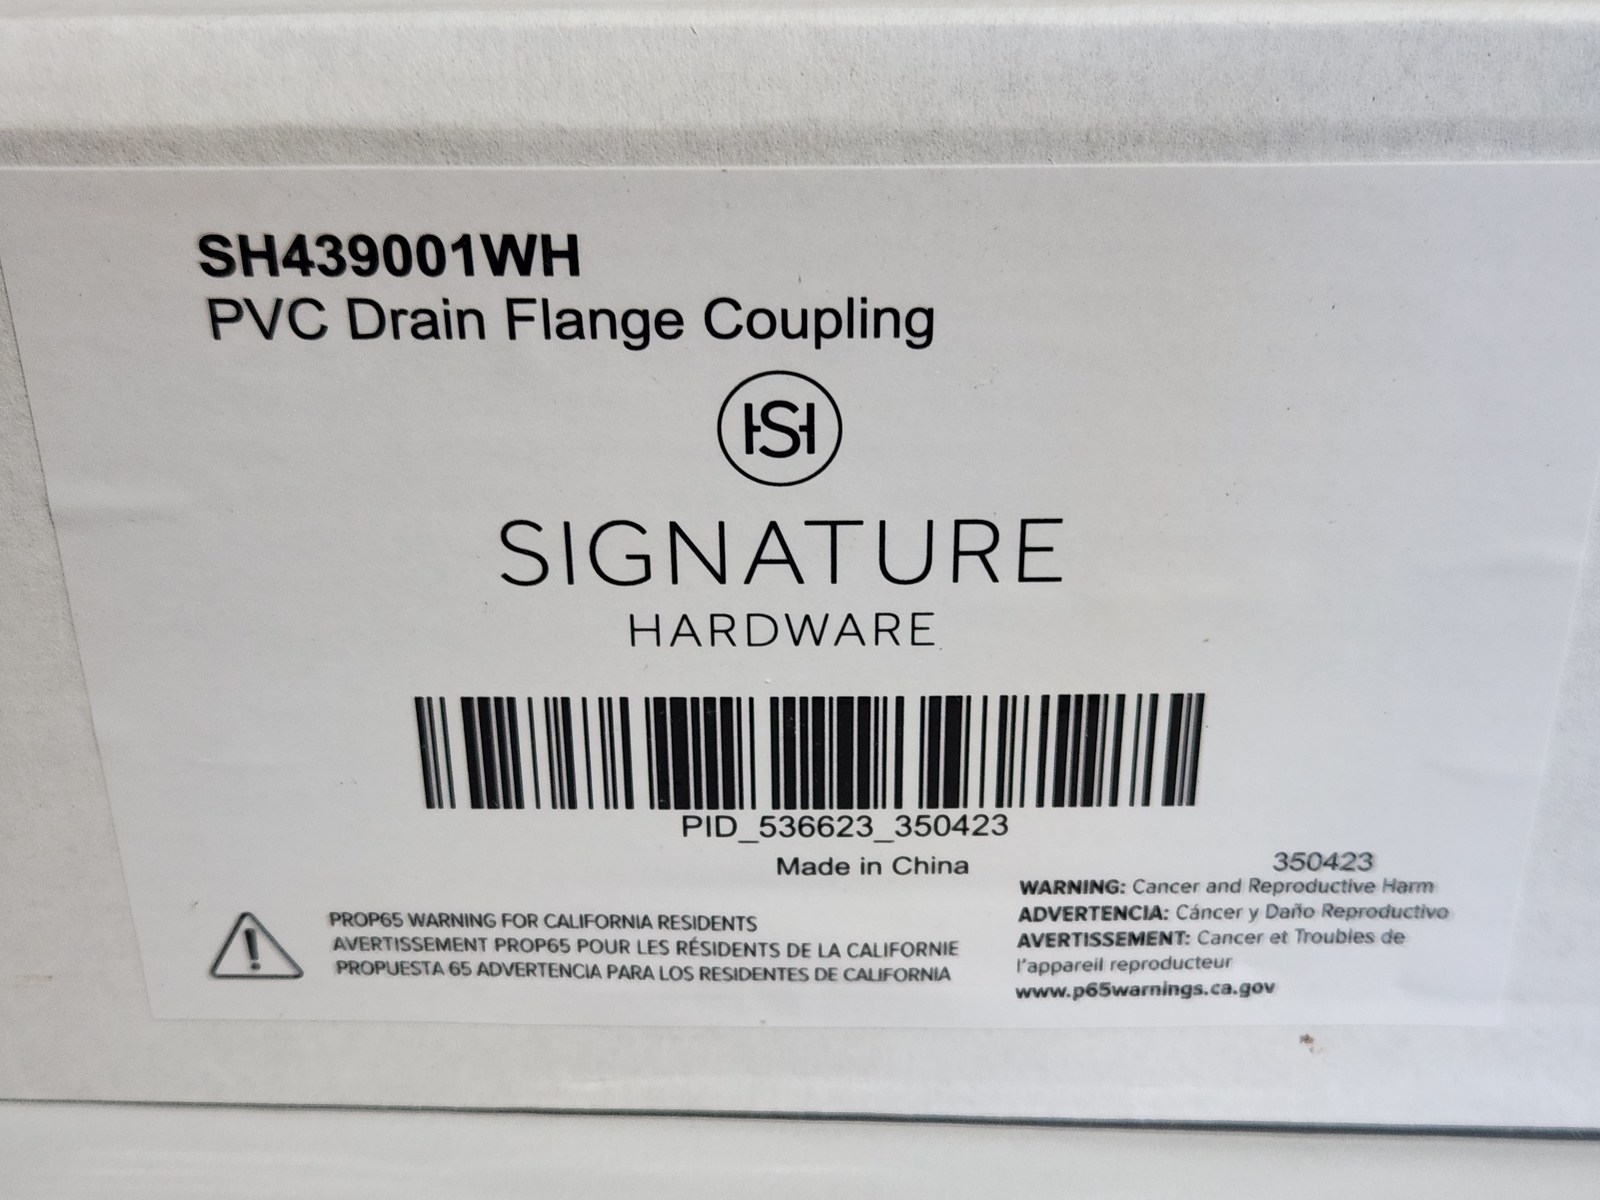 SH439001WH
PVC Drain Flange Coupling
HSH
SIGNATURE
HARDWARE
PID_536623_350423
Made in China
350423
WARNING: Cancer and Reproductive Harm
ADVERTENCIA: Cáncer y Daño Reproductivo
AVERTISSEMENT: Cancer et Troubles de
l'appareil reproducteur
www.p65warnings.ca.gov
PROP65 WARNING FOR CALIFORNIA RESIDENTS
AVERTISSEMENT PROP65 POUR LES RÉSIDENTS DE LA CALIFORNIE
PROPUESTA 65 ADVERTENCIA PARA LOS RESIDENTES DE CALIFORNIA